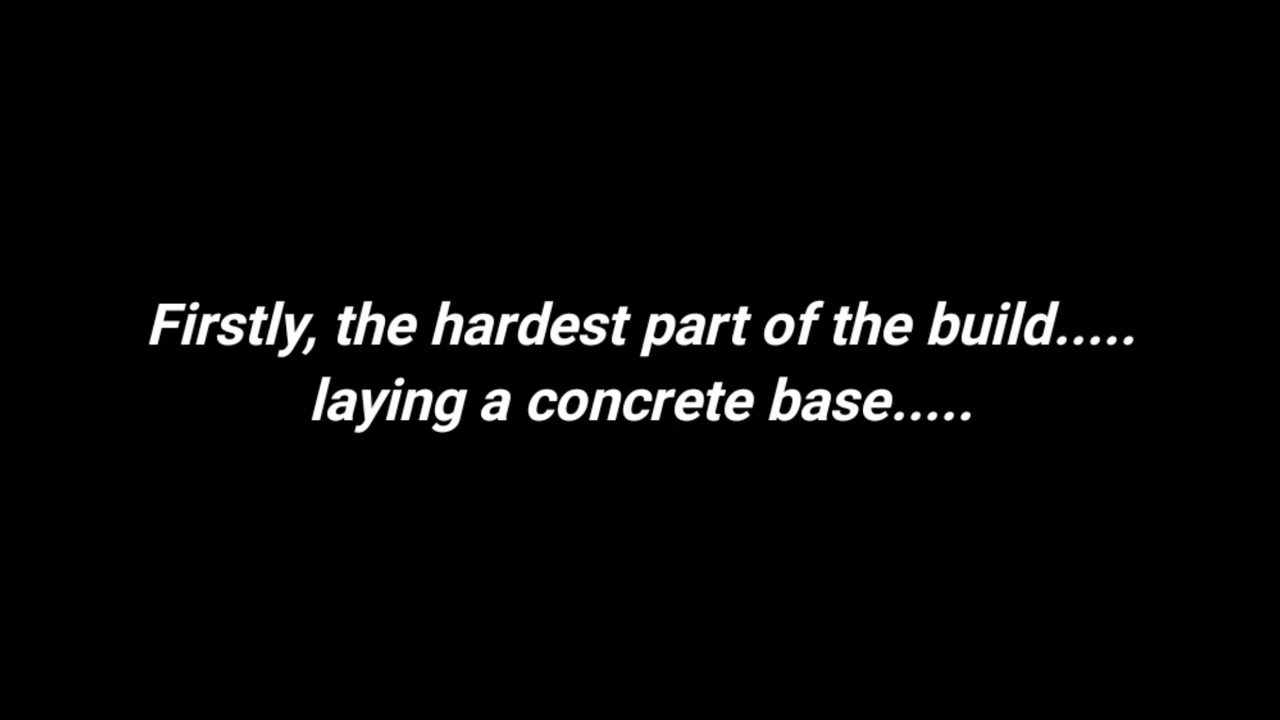 Firstly, the hardest part of the build.....
laying a concrete base.....